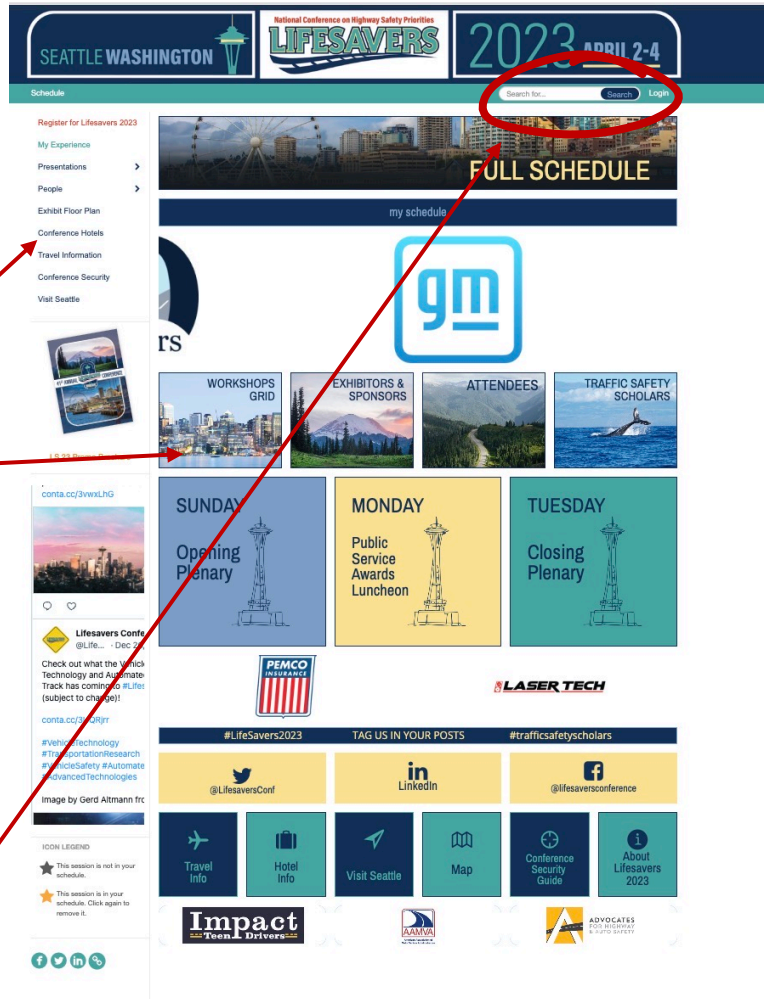 SEATTLE WASHINGTON
National Conference on Highway Safety Priorities
LIFESAVERS
2023 APRIL 2-4
Schedule
Search for...
Search
Login
Register for Lifesavers 2023
My Experience
Presentations
People
Exhibit Floor Plan
Conference Hotels
Travel Information
Conference Security
Visit Seattle
FULL SCHEDULE
my schedule
rs
gm
WORKSHOPS
GRID
EXHIBITORS &
SPONSORS
ATTENDEES
TRAFFIC SAFETY
SCHOLARS
conta.cc/3vwxLhG
SUNDAY
Opening
Plenary
MONDAY
Public
Service
Awards
Luncheon
TUESDAY
Closing
Plenary
Lifesavers Confe
@Life... · Dec 2
Check out what the Vehicle
Technology and Automate
Track has coming to #Lifes
(subject to change)!
#VehicleTechnology
#TransportationResearch
#VehicleSafety #Automate
#AdvancedTechnologies
Image by Gerd Altmann fro
PEMCO
INSURANCE
LASER TECH
#LifeSavers2023
TAG US IN YOUR POSTS
#trafficsafetyscholars
@LifesaversConf
LinkedIn
@lifesaversconference
ICON LEGEND
This session is not in your
schedule.
This session is in your
schedule. Click again to
remove it.
Travel
Info
Hotel
Info
Visit Seattle
Map
Conference
Security
Guide
About
Lifesavers
2023
Impact
Teen Drivers
AAMVA
ADVOCATES
FOR HIGHWAY
& AUTO SAFETY